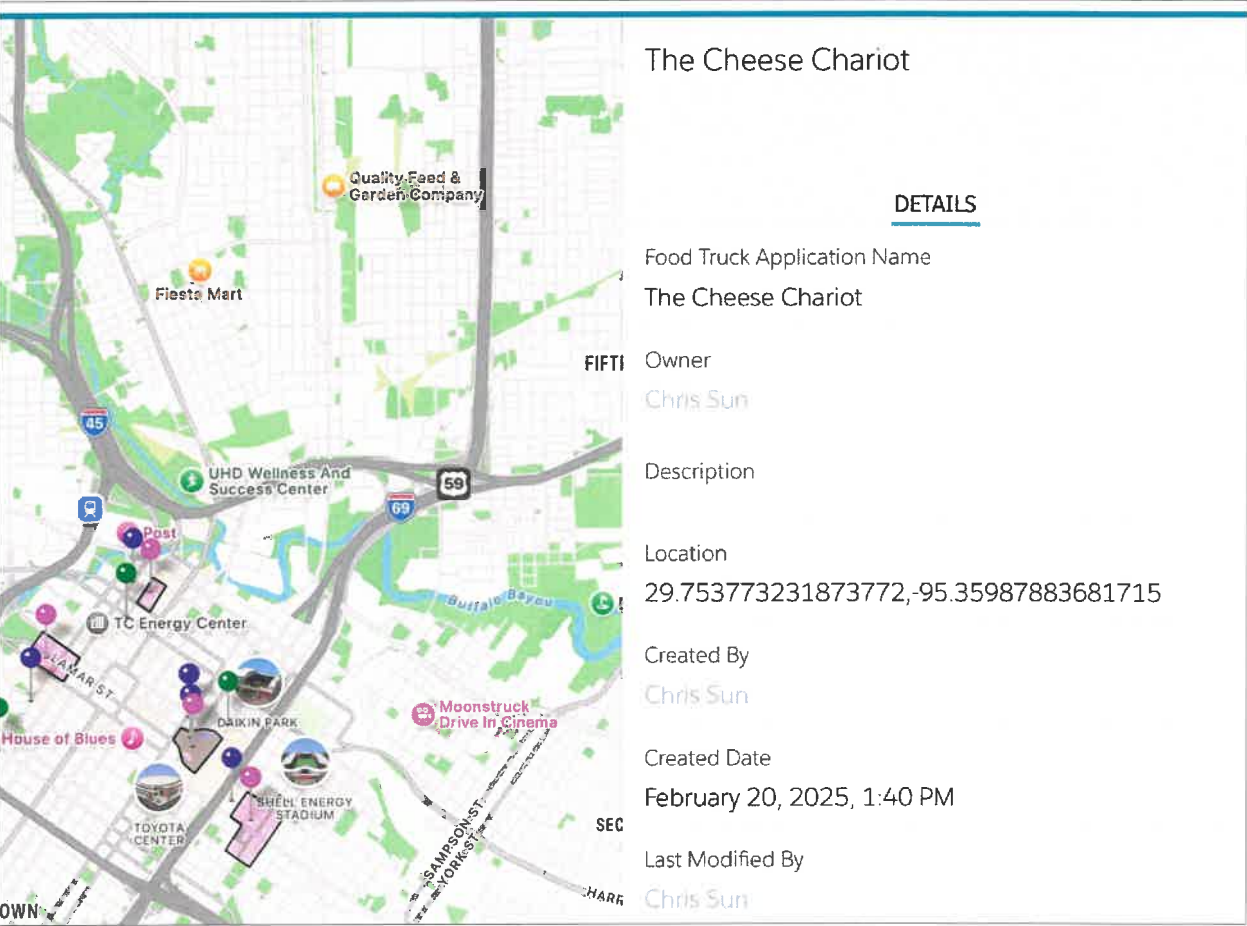 Quality Feed &
Garden Company
Fiesta Mart
45
UHD Wellness And
Success Center
59
69
Post
Buffalo Bayou
TC Energy Center
LAMAR ST
DAIKIN PARK
Moonstruck
Drive In Cinema
House of Blues
SHELL ENERGY
STADIUM
TOYOTA
CENTER
SAMPSON ST
YORK ST
FIFTH
SEC
HARR
OWN
The Cheese Chariot
DETAILS
Food Truck Application Name
The Cheese Chariot
Owner
Chris Sun
Description
Location
29.753773231873772,-95.35987883681715
Created By
Chris Sun
Created Date
February 20, 2025, 1:40 PM
Last Modified By
Chris Sun